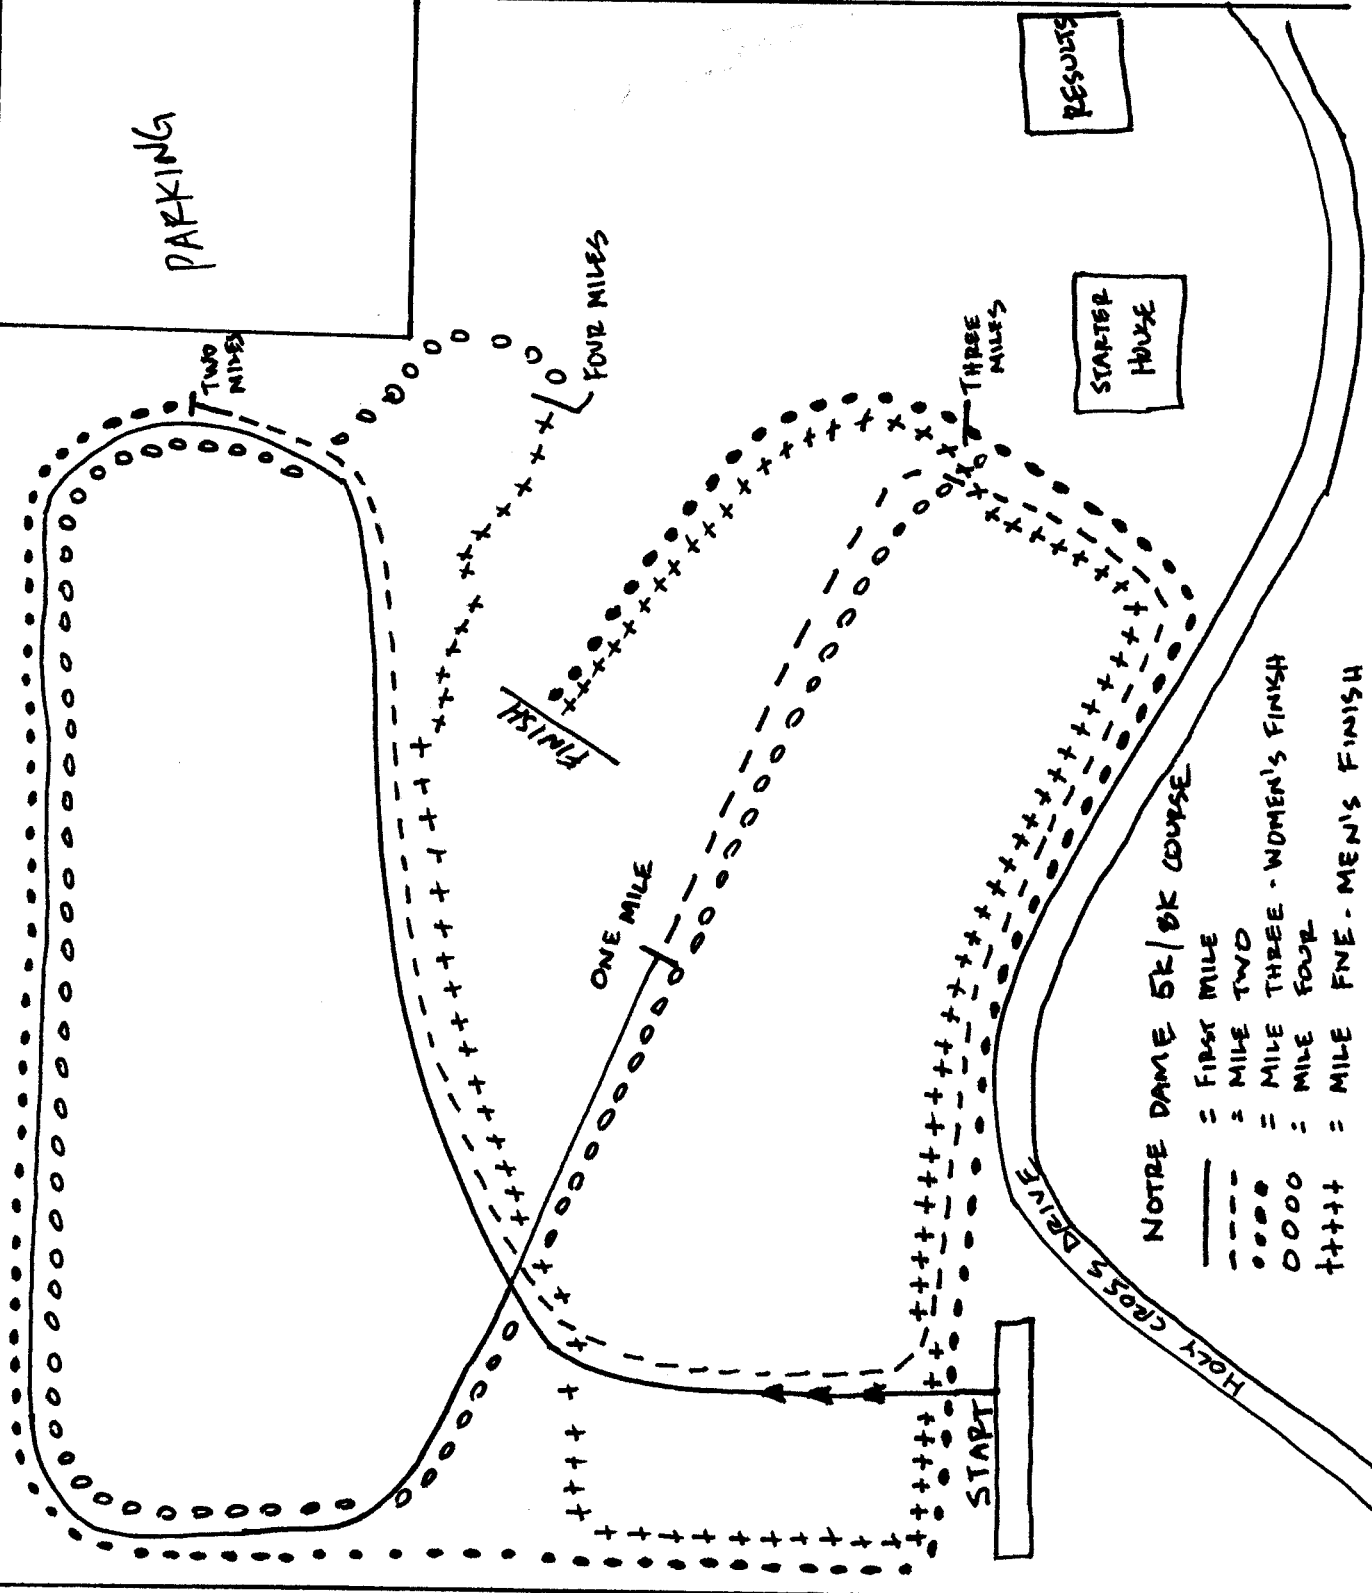 PARKING
RESULTS
TWO
MILES
FOUR MILES
THREE
MILES
STARTER
HOUSE
FINISH
ONE MILE
START
HOLY CROSS DRIVE
NOTRE DAME 5K/8K COURSE
= FIRST MILE
= MILE TWO
= MILE THREE - WOMEN'S FINISH
= MILE FOUR
= MILE FIVE - MEN'S FINISH